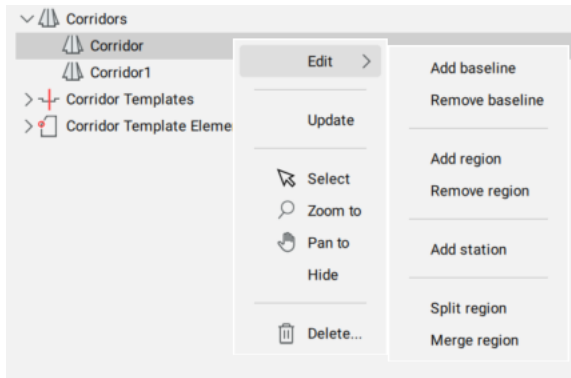 Corridors
Corridor
Corridor1
Corridor Templates
Corridor Template Eleme
Edit
Update
Select
Zoom to
Pan to
Hide
Delete...
Add baseline
Remove baseline
Add region
Remove region
Add station
Split region
Merge region